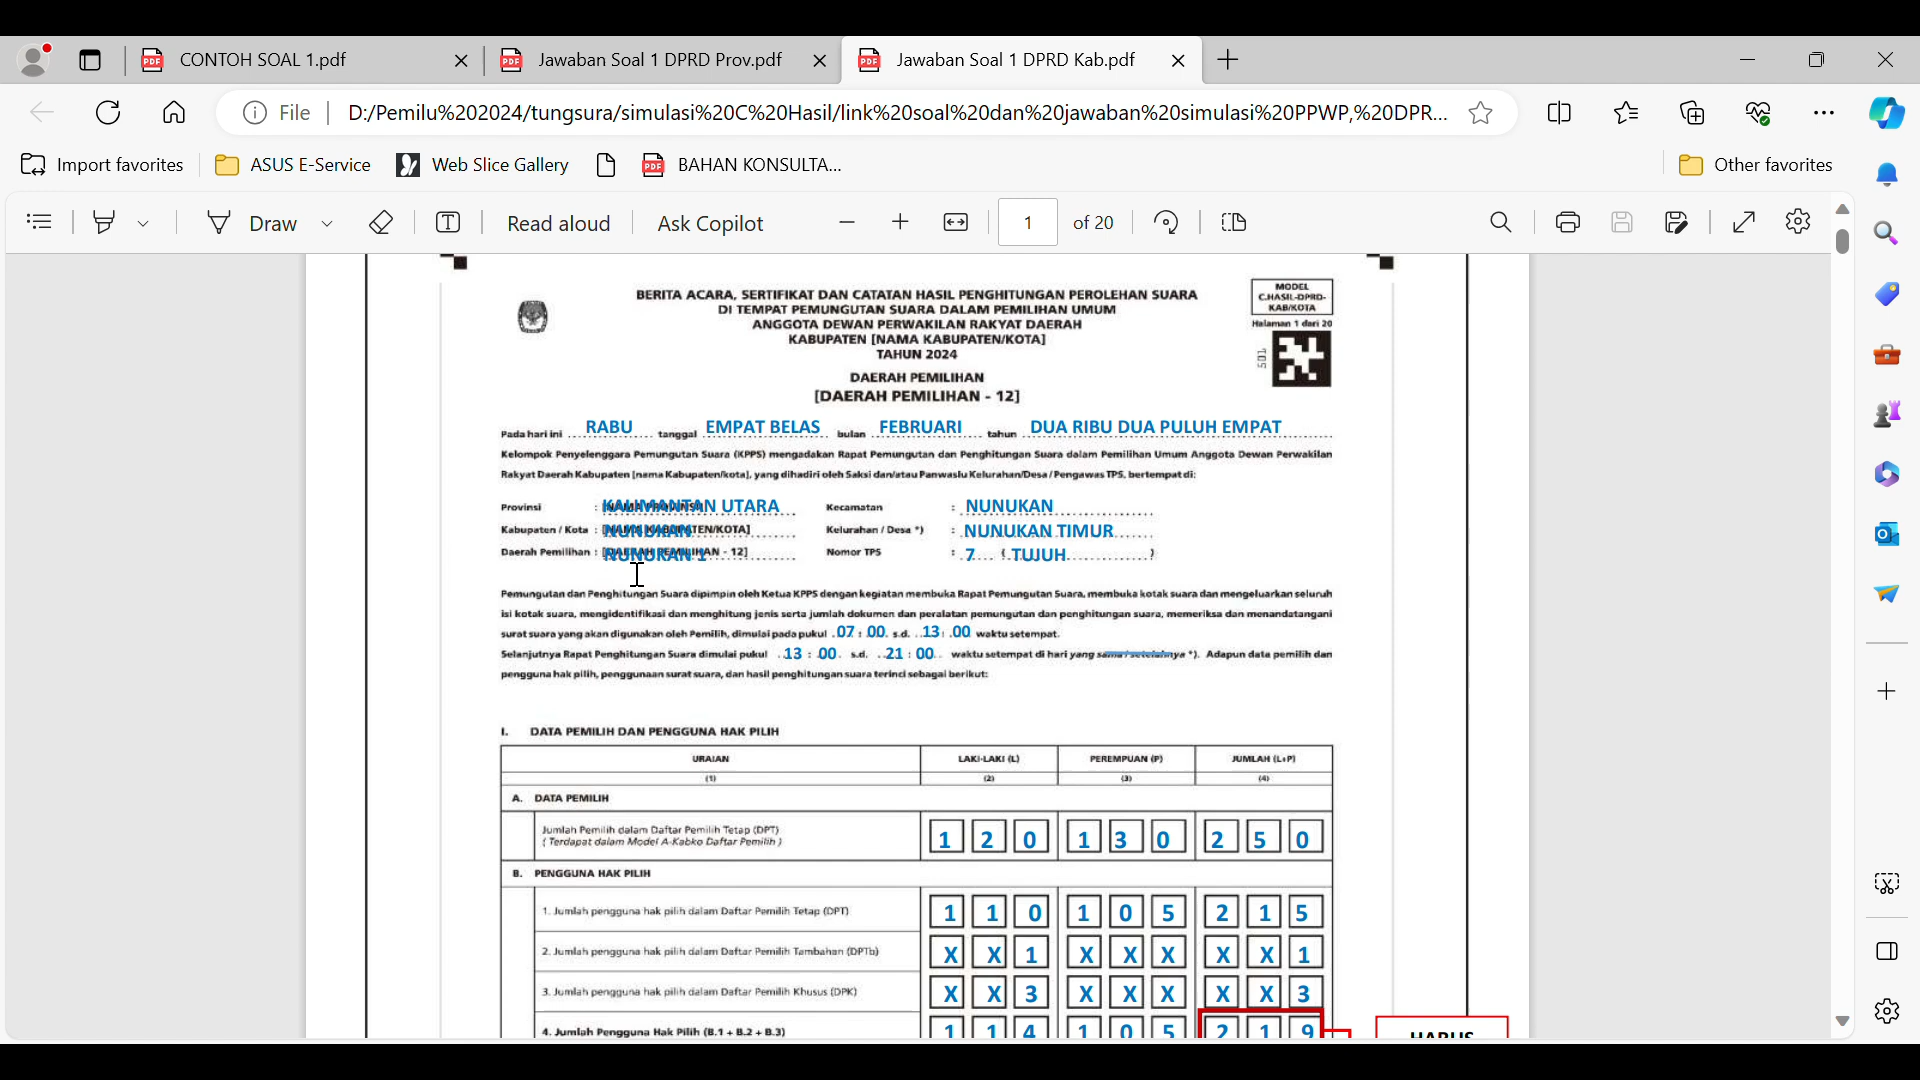 CONTOH SOAL 1.pdf
Jawaban Soal 1 DPRD Prov.pdf
Jawaban Soal 1 DPRD Kab.pdf
File
D:/Pemilu%202024/tungsura/simulasi%20C%20Hasil/link%20soal%20dan%20jawaban%20simulasi%20PPWP,%20DPR...
Import favorites
ASUS E-Service
Web Slice Gallery
BAHAN KONSULTA...
Other favorites
Draw
Read aloud
Ask Copilot
1 of 20
BERITA ACARA, SERTIFIKAT DAN CATATAN HASIL PENGHITUNGAN PEROLEHAN SUARA
DI TEMPAT PEMUNGUTAN SUARA DALAM PEMILIHAN UMUM
ANGGOTA DEWAN PERWAKILAN RAKYAT DAERAH
KABUPATEN [NAMA KABUPATEN/KOTA]
TAHUN 2024
MODEL
C.HASIL-DPRD-
KAB/KOTA
Halaman 1 dari 20
501
DAERAH PEMILIHAN
[DAERAH PEMILIHAN - 12]
Pada hari ini RABU tanggal EMPAT BELAS bulan FEBRUARI tahun DUA RIBU DUA PULUH EMPAT
Kelompok Penyelenggara Pemungutan Suara (KPPS) mengadakan Rapat Pemungutan dan Penghitungan Suara dalam Pemilihan Umum Anggota Dewan Perwakilan
Rakyat Daerah Kabupaten [nama Kabupaten/kota], yang dihadiri oleh Saksi dan/atau Panwaslu Kelurahan/Desa / Pengawas TPS, bertempat di:
Provinsi : KALIMANTAN UTARA Kecamatan : NUNUKAN
Kabupaten / Kota : NUNUKAN Kelurahan / Desa *) : NUNUKAN TIMUR
Daerah Pemilihan : NUNUKAN 1 Nomor TPS : 7 ( TUJUH )
Pemungutan dan Penghitungan Suara dipimpin oleh Ketua KPPS dengan kegiatan membuka Rapat Pemungutan Suara, membuka kotak suara dan mengeluarkan seluruh
isi kotak suara, mengidentifikasi dan menghitung jenis serta jumlah dokumen dan peralatan pemungutan dan penghitungan suara, memeriksa dan menandatangani
surat suara yang akan digunakan oleh Pemilih, dimulai pada pukul 07 : 00 s.d. 13 : 00 waktu setempat.
Selanjutnya Rapat Penghitungan Suara dimulai pukul 13 : 00 s.d. 21 : 00 waktu setempat di hari yang sama / setelahnya *). Adapun data pemilih dan
pengguna hak pilih, penggunaan surat suara, dan hasil penghitungan suara terinci sebagai berikut:
I. DATA PEMILIH DAN PENGGUNA HAK PILIH
URAIAN LAKI-LAKI (L) PEREMPUAN (P) JUMLAH (L+P)
(1) (2) (3) (4)
A. DATA PEMILIH
Jumlah Pemilih dalam Daftar Pemilih Tetap (DPT)
( Terdapat dalam Model A-Kabko Daftar Pemilih )
1 2 0 1 3 0 2 5 0
B. PENGGUNA HAK PILIH
1. Jumlah pengguna hak pilih dalam Daftar Pemilih Tetap (DPT) 1 1 0 1 0 5 2 1 5
2. Jumlah pengguna hak pilih dalam Daftar Pemilih Tambahan (DPTb) X X 1 X X X X X 1
3. Jumlah pengguna hak pilih dalam Daftar Pemilih Khusus (DPK) X X 3 X X X X X 3
4. Jumlah Pengguna Hak Pilih (B.1 + B.2 + B.3) 1 1 4 1 0 5 2 1 9
HARUS